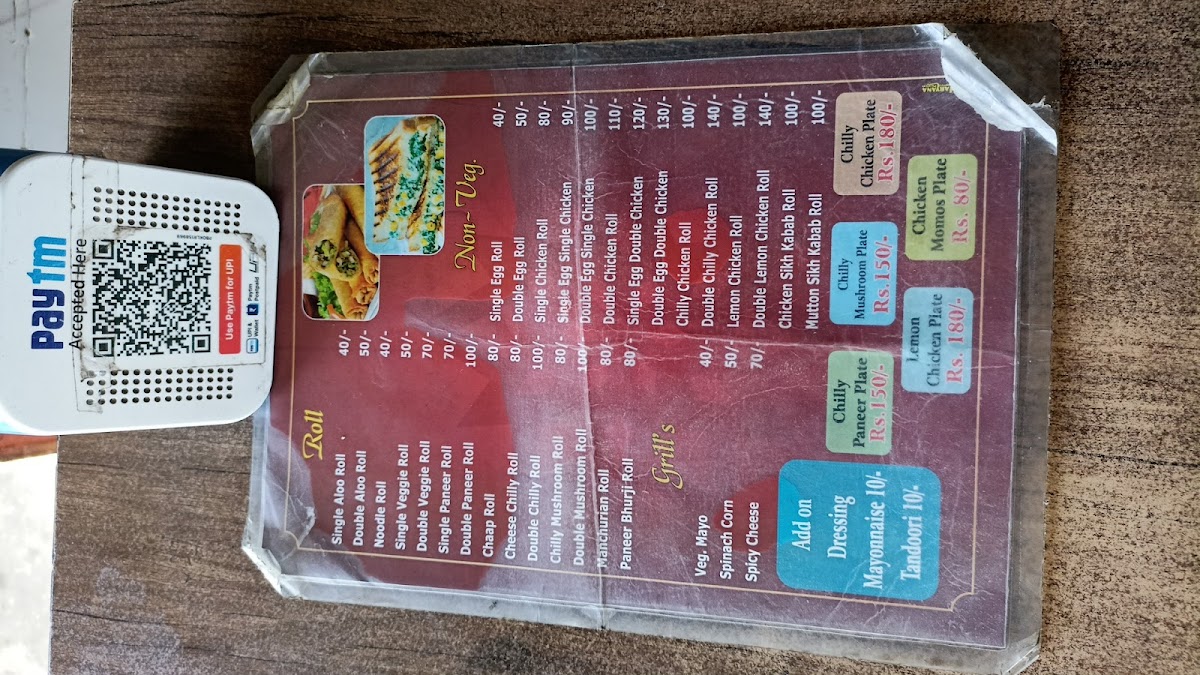 paytm
Accepted Here
Use Paytm for UPI
UPI &
Wallet
Paytm
Postpaid
Roll
Single Aloo Roll 40/-
Double Aloo Roll 50/-
Noodle Roll 40/-
Single Veggie Roll 50/-
Double Veggie Roll 70/-
Single Paneer Roll 70/-
Double Paneer Roll 100/-
Chaap Roll 80/-
Cheese Chilly Roll 80/-
Double Chilly Roll 100/-
Chilly Mushroom Roll 80/-
Double Mushroom Roll 100/-
Manchurian Roll 80/-
Paneer Bhurji Roll 80/-
Grill's
Veg. Mayo 40/-
Spinach Corn 50/-
Spicy Cheese 70/-
Non-Veg.
Single Egg Roll 40/-
Double Egg Roll 50/-
Single Chicken Roll 80/-
Single Egg Single Chicken 90/-
Double Egg Single Chicken 100/-
Double Chicken Roll 110/-
Single Egg Double Chicken 120/-
Double Egg Double Chicken 130/-
Chilly Chicken Roll 100/-
Double Chilly Chicken Roll 140/-
Lemon Chicken Roll 100/-
Double Lemon Chicken Roll 140/-
Chicken Sikh Kabab Roll 100/-
Mutton Silkh Kabab Roll 100/-
Add on
Dressing
Mayonnaise 10/-
Tandoori 10/-
Chilly
Paneer Plate
Rs.150/-
Chilly
Mushroom Plate
Rs.150/-
Chilly
Chicken Plate
Rs.180/-
Lemon
Chicken Plate
Rs. 180/-
Chicken
Momos Plate
Rs. 80/-
HARYANA